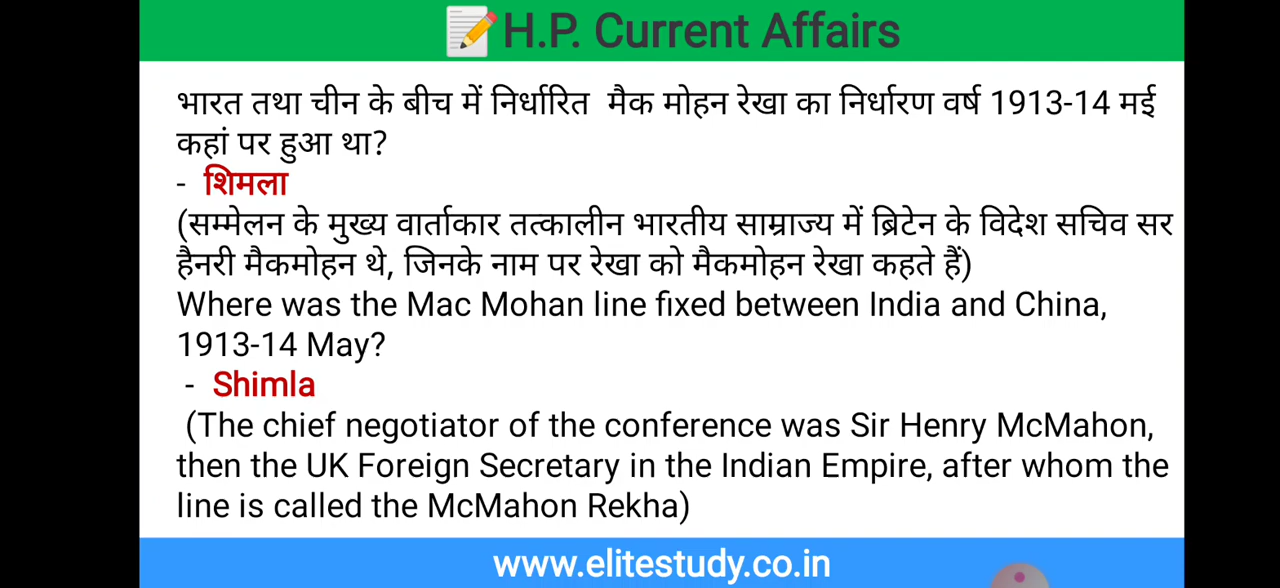 H.P. Current Affairs
भारत तथा चीन के बीच में निर्धारित मैक मोहन रेखा का निर्धारण वर्ष 1913-14 मई
कहां पर हुआ था?
- शिमला
(सम्मेलन के मुख्य वार्ताकार तत्कालीन भारतीय साम्राज्य में ब्रिटेन के विदेश सचिव सर
हैनरी मैकमोहन थे, जिनके नाम पर रेखा को मैकमोहन रेखा कहते हैं)
Where was the Mac Mohan line fixed between India and China,
1913-14 May?
- Shimla
(The chief negotiator of the conference was Sir Henry McMahon,
then the UK Foreign Secretary in the Indian Empire, after whom the
line is called the McMahon Rekha)
www.elitestudy.co.in